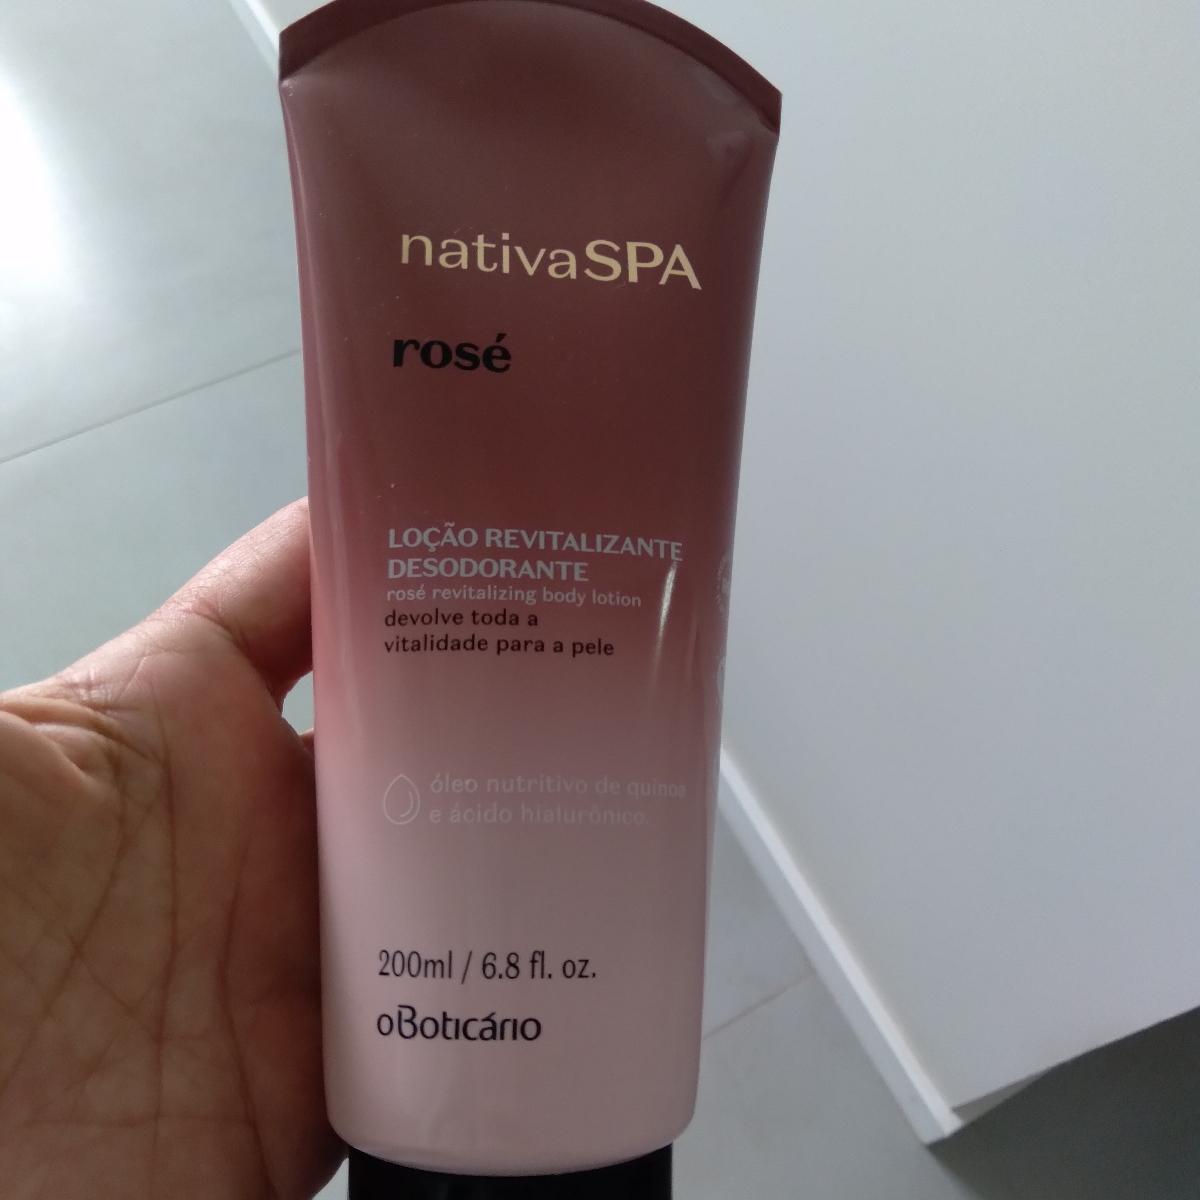 nativaSPA
rosé
LOÇÃO REVITALIZANTE
DESODORANTE
rosé revitalizing body lotion
devolve toda a
vitalidade para a pele
óleo nutritivo de quinoa
e ácido hialurônico.
200ml / 6.8 fl. oz.
oBoticário